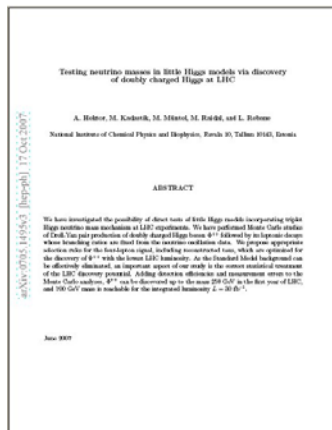 Testing neutrino masses in little Higgs models via discovery
of doubly charged Higgs at LHC
A. Hektor, M. Kadastik, M. Müntel, M. Raidal, and L. Rebane
National Institute of Chemical Physics and Biophysics, Ravala 10, Tallinn 10143, Estonia
ABSTRACT
We have investigated the possibility of direct tests of little Higgs models incorporating triplet
Higgs neutrino mass mechanism at LHC experiments. We have performed Monte Carlo studies
of Drell-Yan pair production of doubly charged Higgs boson Φ⁺⁺ followed by its leptonic decays
whose branching ratios are fixed from the neutrino oscillation data. We propose appropriate
selection rules for the four-lepton signal, including reconstructed taus, which are optimized for
the discovery of Φ⁺⁺ with the lowest LHC luminosity. As the Standard Model background can
be effectively eliminated, an important aspect of our study is the correct statistical treatment
of the LHC discovery potential. Adding detection efficiencies and measurement errors to the
Monte Carlo analyses, Φ⁺⁺ can be discovered up to the mass 250 GeV in the first year of LHC,
and 700 GeV mass is reachable for the integrated luminosity L = 30 fb⁻¹.
June 2007
arXiv:0705.1495v3 [hep-ph] 17 Oct 2007